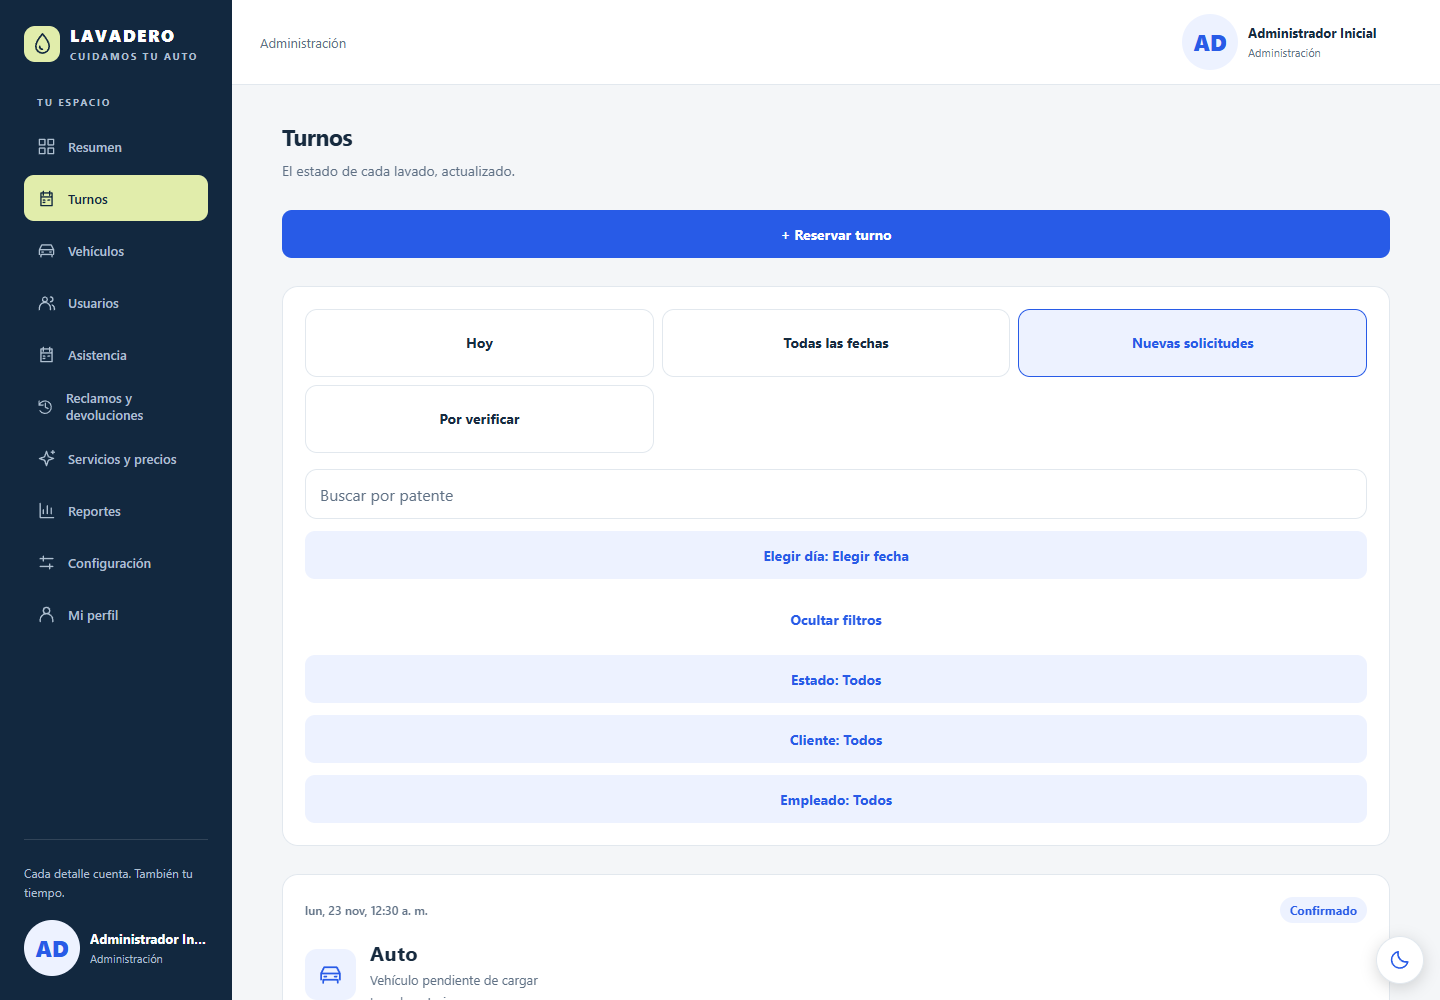 LAVADERO
CUIDAMOS TU AUTO
TU ESPACIO
Resumen
Turnos
Vehículos
Usuarios
Asistencia
Reclamos y
devoluciones
Servicios y precios
Reportes
Configuración
Mi perfil
Cada detalle cuenta. También tu
tiempo.
AD
Administrador In...
Administración
Administración
AD
Administrador Inicial
Administración
Turnos
El estado de cada lavado, actualizado.
+ Reservar turno
Hoy
Todas las fechas
Nuevas solicitudes
Por verificar
Buscar por patente
Elegir día: Elegir fecha
Ocultar filtros
Estado: Todos
Cliente: Todos
Empleado: Todos
lun, 23 nov, 12:30 a. m.
Confirmado
Auto
Vehículo pendiente de cargar